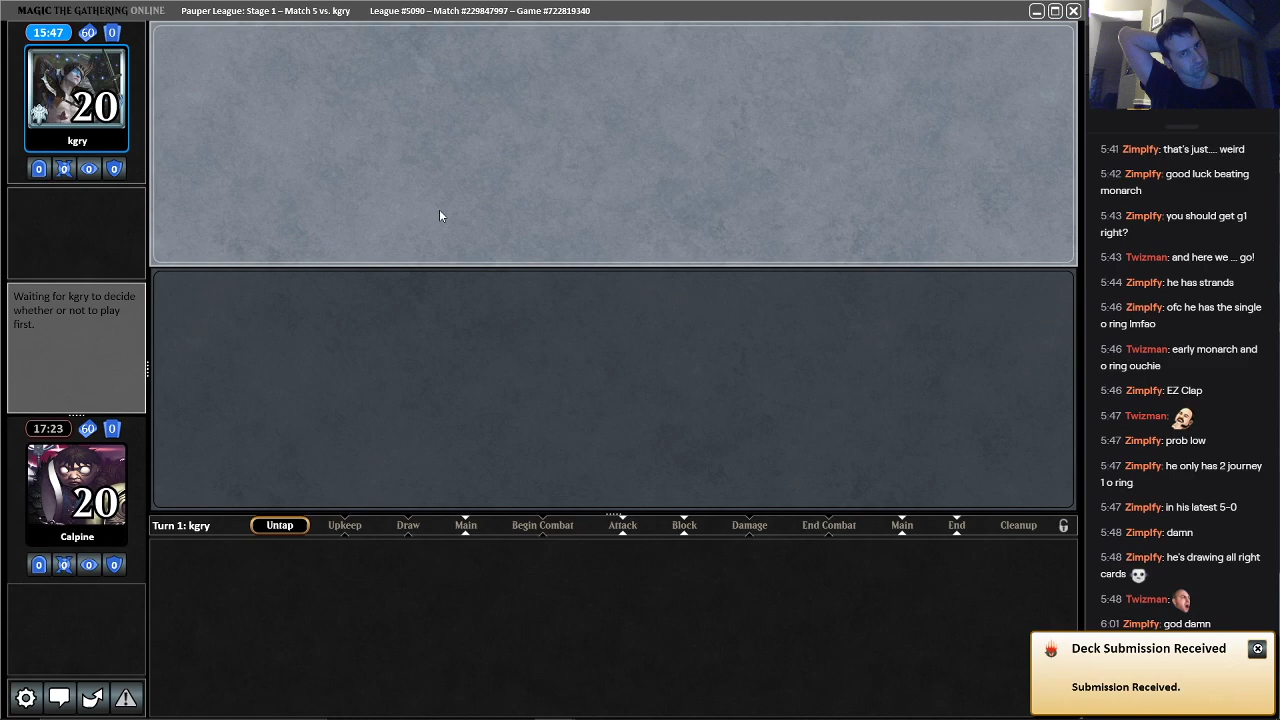 MAGIC THE GATHERING ONLINE Pauper League: Stage 1 – Match 5 vs. kgry League #5090 – Match #229847997 – Game #722819340
15:47 60 0
20
kgry
0 0 0 0
Waiting for kgry to decide
whether or not to play
first.
17:23 60 0
20
Calpine
0 0 0 0
Turn 1: kgry Untap Upkeep Draw Main Begin Combat Attack Block Damage End Combat Main End Cleanup
5:41 Zimplfy: that's just.... weird
5:42 Zimplfy: good luck beating
monarch
5:43 Zimplfy: you should get g1
right?
5:43 Twizman: and here we ... go!
5:44 Zimplfy: he has strands
5:46 Zimplfy: ofc he has the single
o ring lmfao
5:46 Twizman: early monarch and
o ring ouchie
5:46 Zimplfy: EZ Clap
5:47 Twizman:
5:47 Zimplfy: prob low
5:47 Zimplfy: he only has 2 journey
1 o ring
5:47 Zimplfy: in his latest 5-0
5:48 Zimplfy: damn
5:48 Zimplfy: he's drawing all right
cards
5:48 Twizman:
6:01 Zimplfy: god damn
Deck Submission Received
Submission Received.